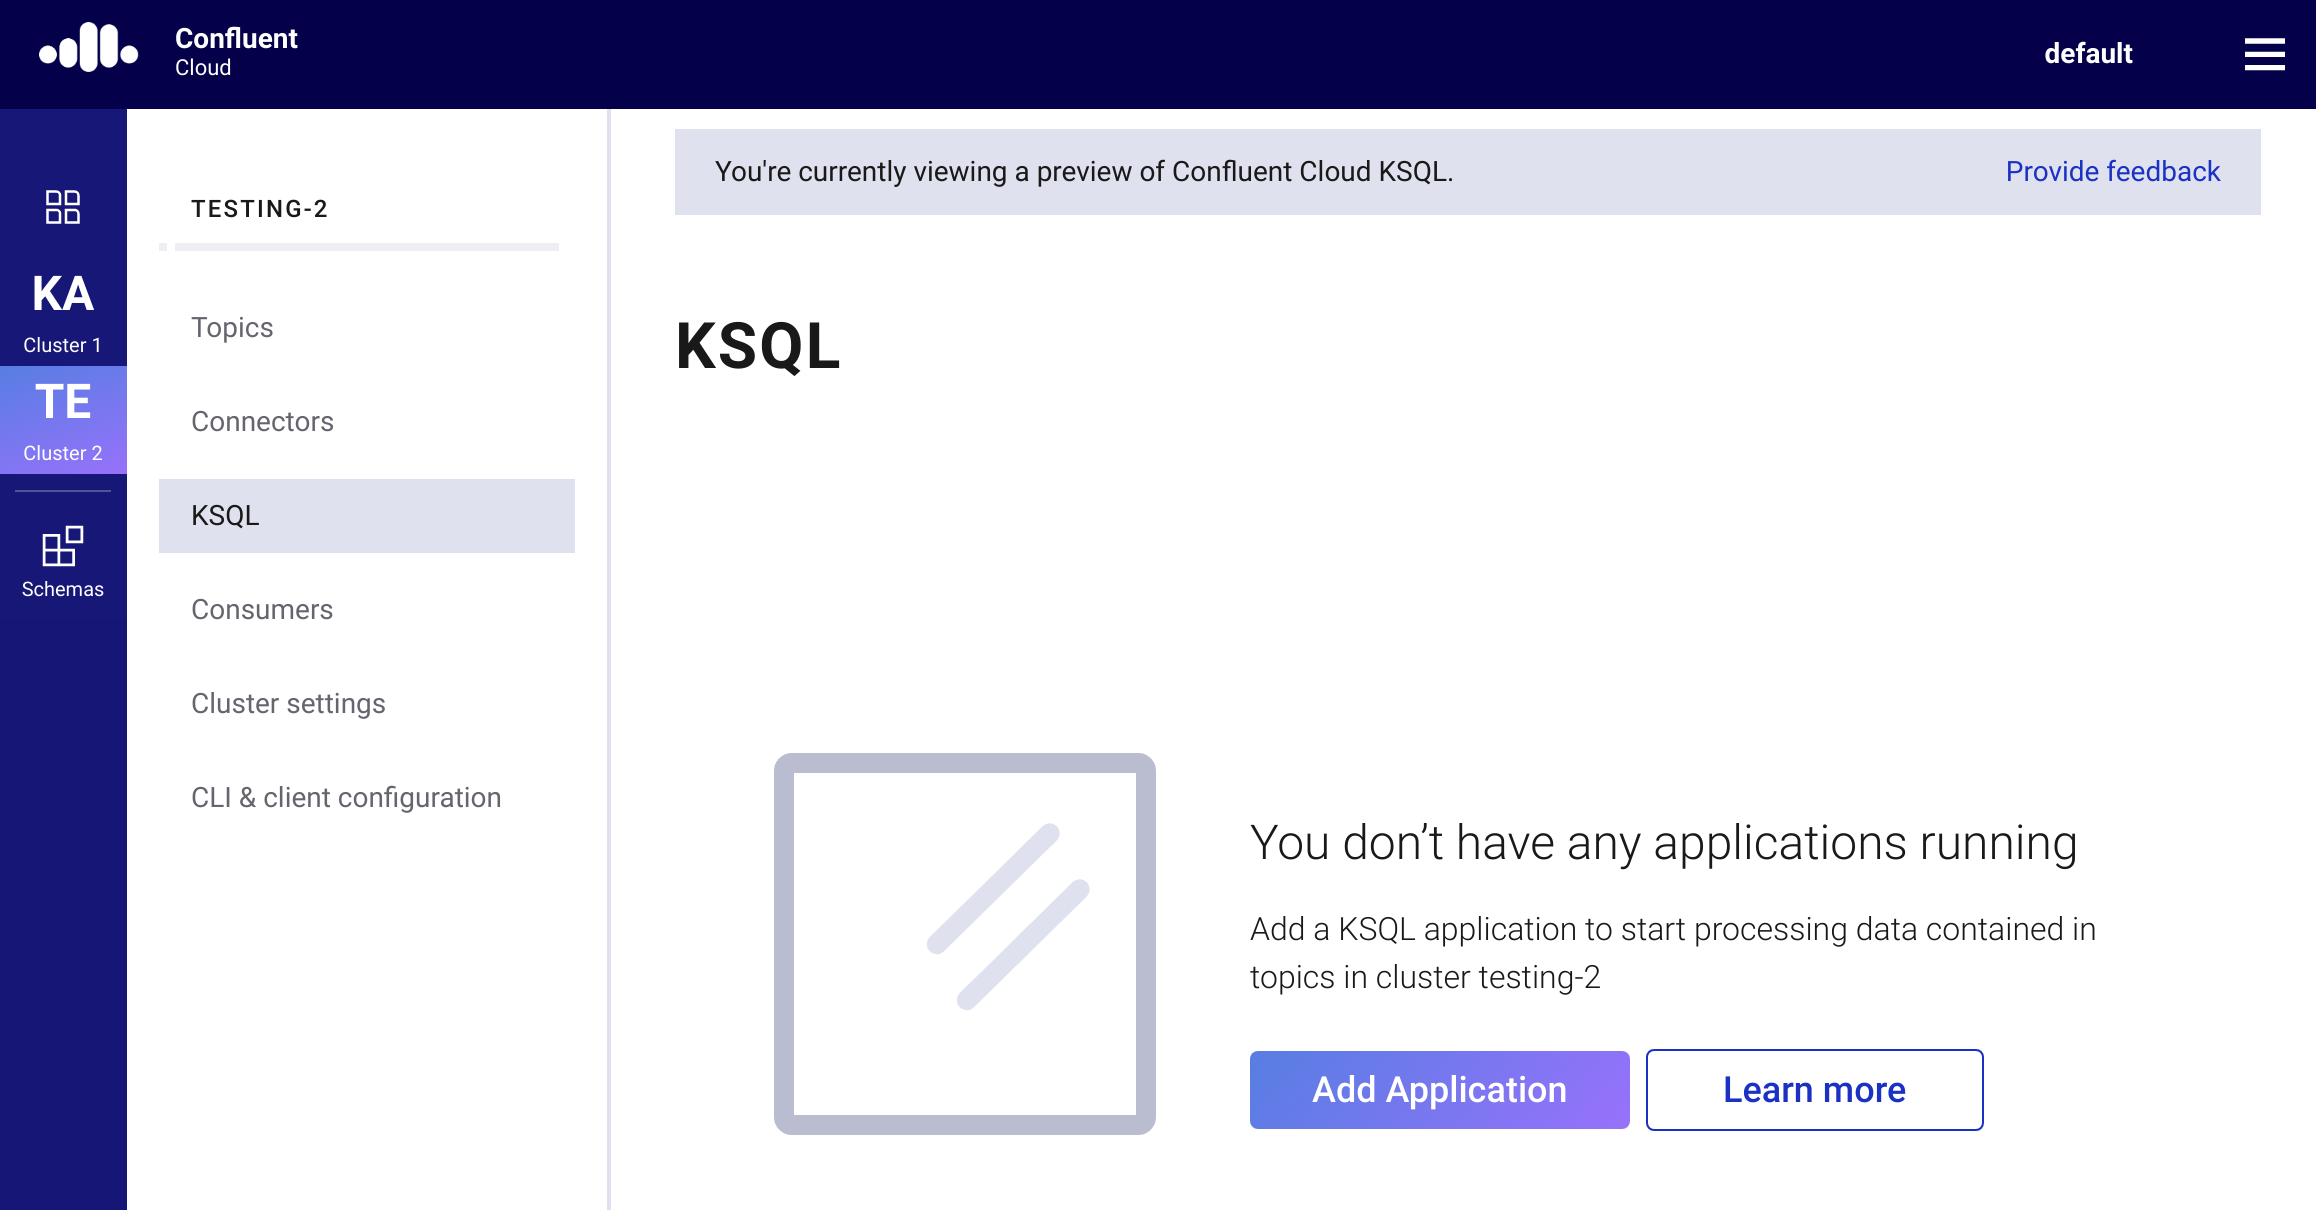 Confluent
Cloud
default
KA
Cluster 1
TE
Cluster 2
Schemas
TESTING-2
Topics
Connectors
KSQL
Consumers
Cluster settings
CLI & client configuration
You're currently viewing a preview of Confluent Cloud KSQL.
Provide feedback
KSQL
You don’t have any applications running
Add a KSQL application to start processing data contained in
topics in cluster testing-2
Add Application
Learn more